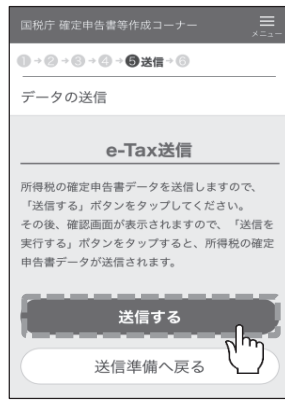 国税庁 確定申告書等作成コーナー
メニュー
❶→❷→❸→❹→❺送信→❻
データの送信
e-Tax送信
所得税の確定申告書データを送信しますので、
「送信する」ボタンをタップしてください。
その後、確認画面が表示されますので、「送信を
実行する」ボタンをタップすると、所得税の確定
申告書データが送信されます。
送信する
送信準備へ戻る